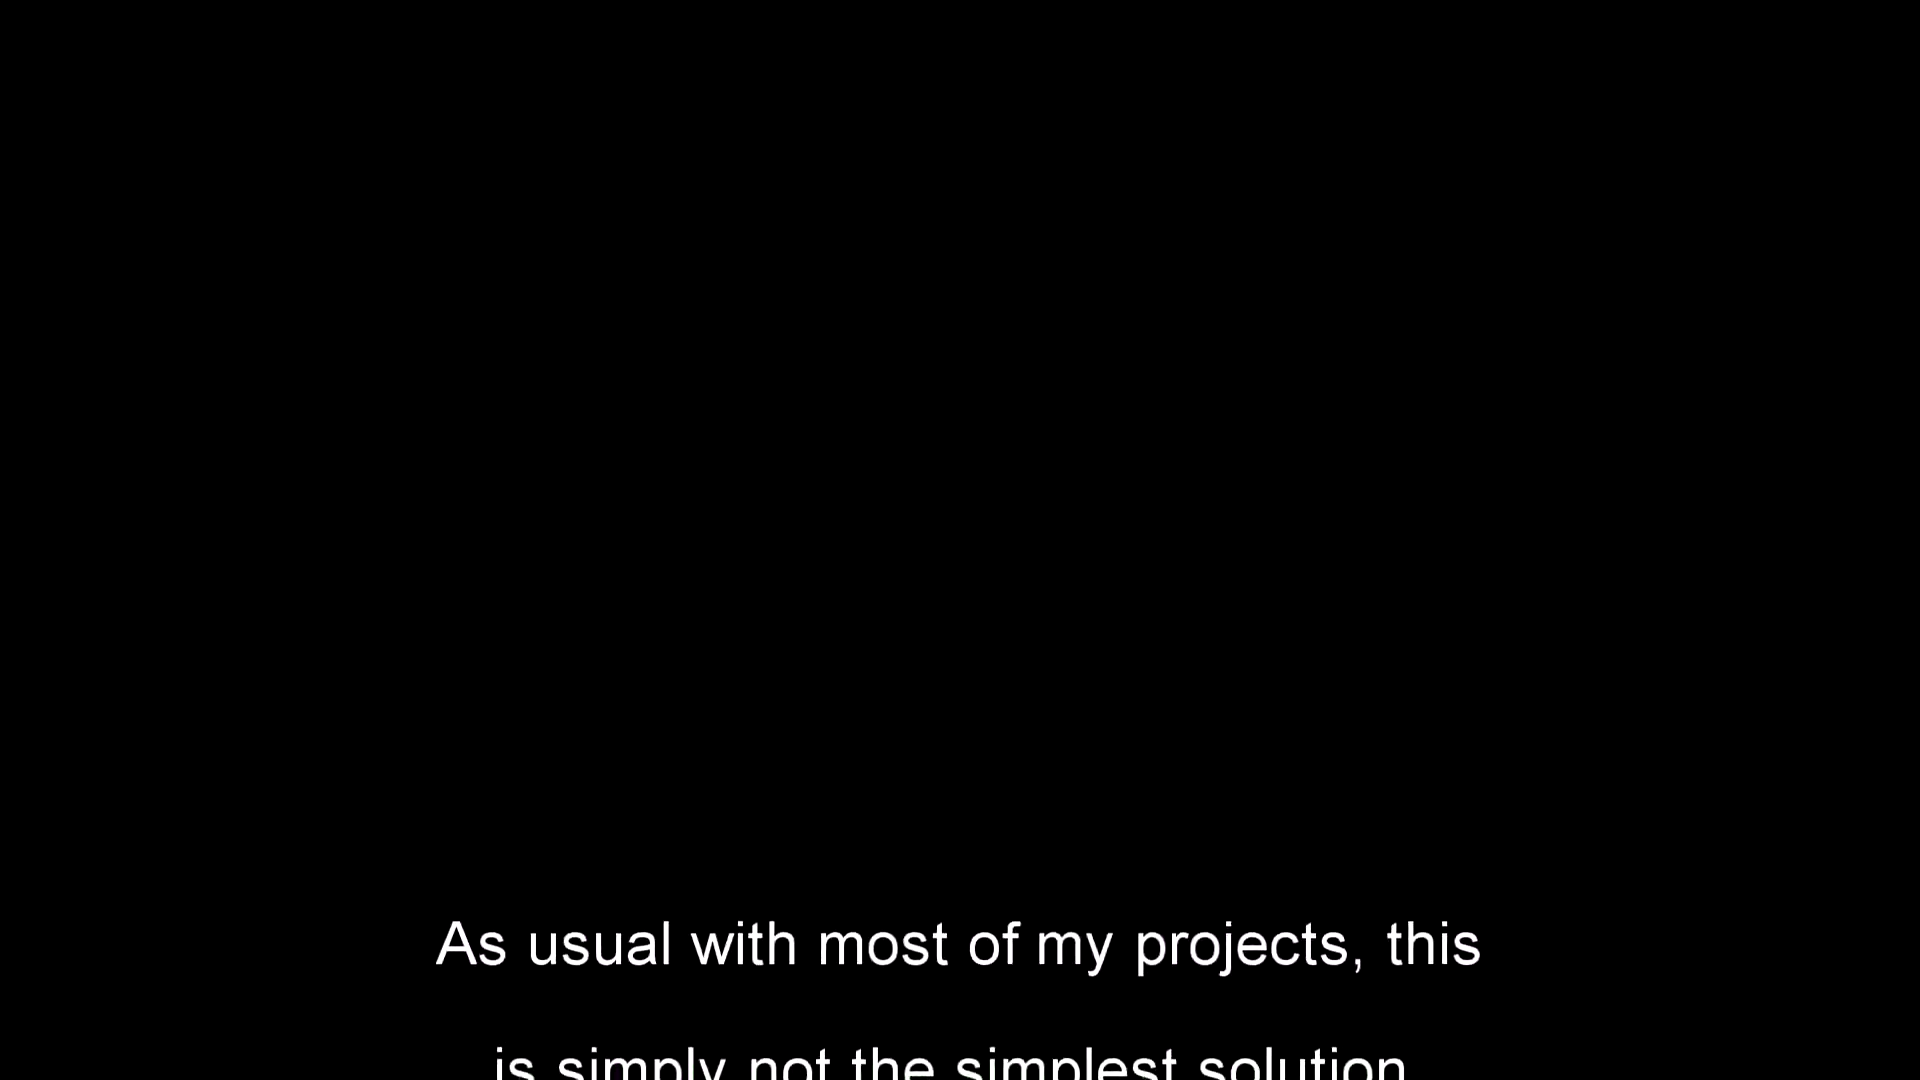 As usual with most of my projects, this
is simply not the simplest solution